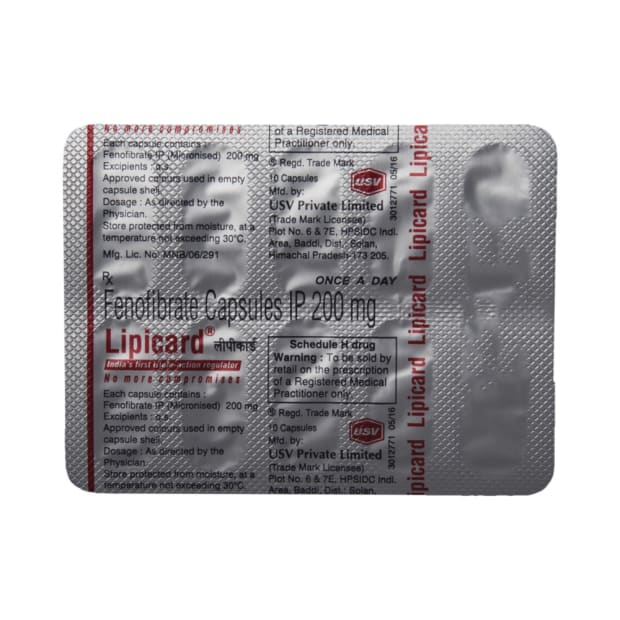 No more compromises
Each capsule contains :
Fenofibrate IP (Micronised) 200 mg
Excipients : q.s.
Approved colours used in empty
capsule shell.
Dosage : As directed by the
Physician.
Store protected from moisture, at a
temperature not exceeding 30°C.
Mfg. Lic. No. MNB/06/291
of a Registered Medical
Practitioner only.
® Regd. Trade Mark
10 Capsules
Mfd. by:
USV
USV Private Limited
(Trade Mark Licensee)
Plot No. 6 & 7E, HPSIDC Indl.
Area, Baddi, Dist.: Solan,
Himachal Pradesh-173 205.
3012771 05/16
Rx
ONCE A DAY
Fenofibrate Capsules IP 200 mg
Lipicard® लीपीकार्ड
India's first triple-action regulator
No more compromises
Each capsule contains :
Fenofibrate IP (Micronised) 200 mg
Excipients : q.s.
Approved colours used in empty
capsule shell.
Dosage : As directed by the
Physician.
Store protected from moisture, at a
temperature not exceeding 30°C.
Schedule H drug
Warning : To be sold by
retail on the prescription
of a Registered Medical
Practitioner only.
® Regd. Trade Mark
10 Capsules
Mfd. by:
USV
USV Private Limited
(Trade Mark Licensee)
Plot No. 6 & 7E, HPSIDC Indl.
Area, Baddi, Dist.: Solan,
3012771 05/16
ipicard Lipicard Lipicard Lipicard Lipica